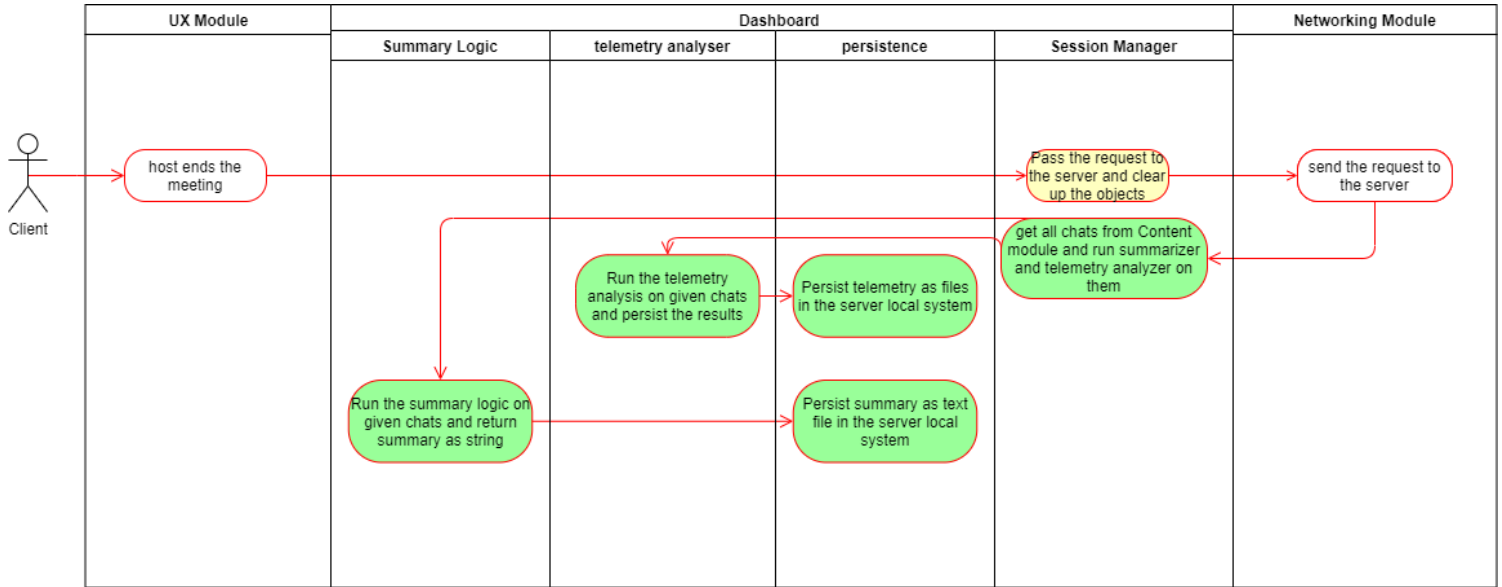 UX Module
Dashboard
Networking Module
Summary Logic
telemetry analyser
persistence
Session Manager
Client
host ends the
meeting
Pass the request to
the server and clear
up the objects
send the request to
the server
get all chats from Content
module and run summarizer
and telemetry analyzer on
them
Run the telemetry
analysis on given chats
and persist the results
Persist telemetry as files
in the server local system
Run the summary logic on
given chats and return
summary as string
Persist summary as text
file in the server local
system